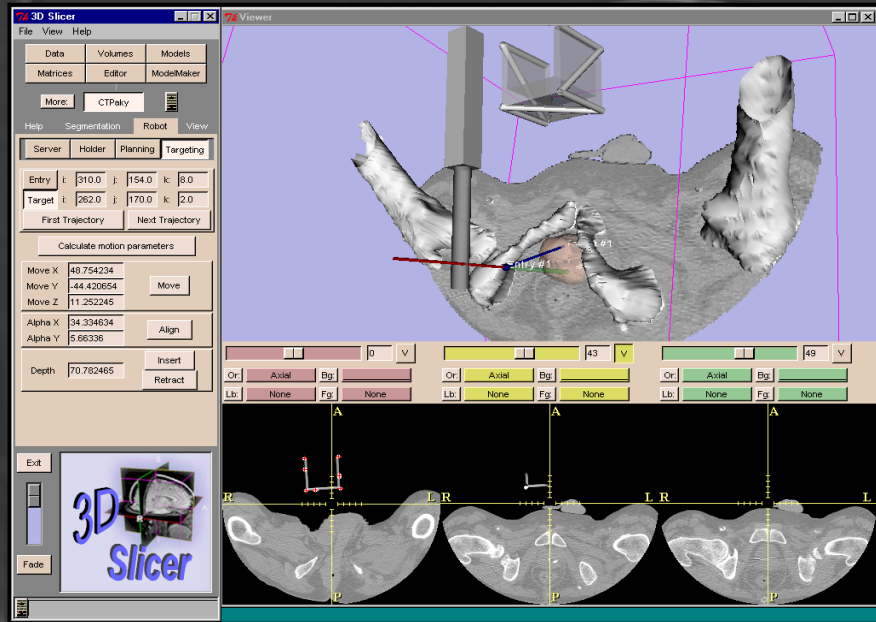 3D Slicer
File View Help
Data Volumes Models
Matrices Editor ModelMaker
More: CTPaky
Help Segmentation Robot View
Server Holder Planning Targeting
Entry i: 310.0 j: 154.0 k: 8.0
Target i: 262.0 j: 170.0 k: 2.0
First Trajectory Next Trajectory
Calculate motion parameters
Move X 48.754234
Move Y -44.420654
Move Z 11.252245
Move
Alpha X 34.334634
Alpha Y 5.66336
Align
Depth 70.782465
Insert
Retract
Exit
Fade
3D
Slicer
Viewer
#1
Entry #1
0 V 43 V 49 V
Or: Axial Bg: Or: Axial Bg: Or: Axial Bg:
Lb: None Fg: None Lb: None Fg: None Lb: None Fg: None
A A A
R L R L R L
P P P